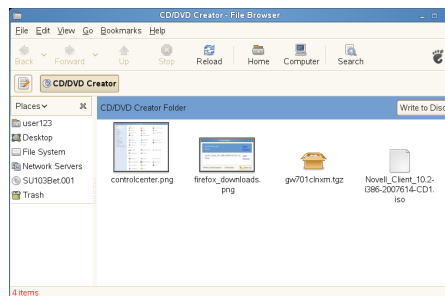 CD/DVD Creator - File Browser
File Edit View Go Bookmarks Help
Back Forward Up Stop Reload Home Computer Search
CD/DVD Creator
Places
CD/DVD Creator Folder
Write to Disc
user123
Desktop
File System
Network Servers
SU103Bet.001
Trash
controlcenter.png
firefox_downloads.
png
gw701clnxm.tgz
Novell_Client_10.2-
i386-2007614-CD1.
iso
4 items